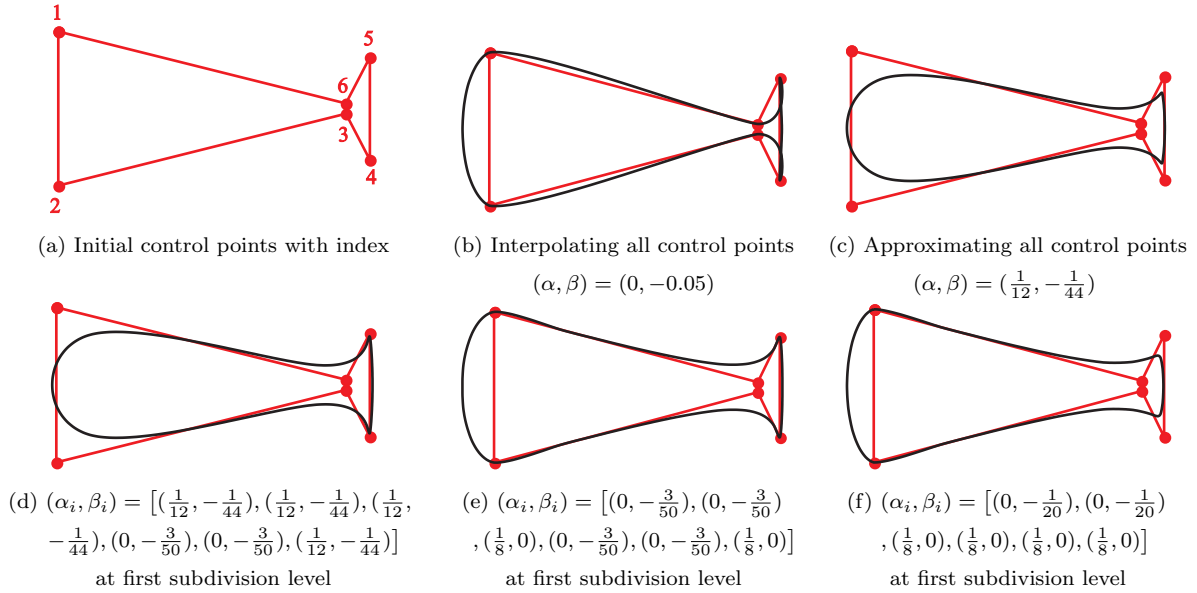 1
5
6
3
4
2
(a) Initial control points with index
(b) Interpolating all control points
(α, β) = (0, −0.05)
(c) Approximating all control points
(α, β) = (1/12, −1/44)
(d) (αᵢ, βᵢ) = [(1/12, −1/44), (1/12, −1/44), (1/12,
−1/44), (0, −3/50), (0, −3/50), (1/12, −1/44)]
at first subdivision level
(e) (αᵢ, βᵢ) = [(0, −3/50), (0, −3/50)
, (1/8, 0), (0, −3/50), (0, −3/50), (1/8, 0)]
at first subdivision level
(f) (αᵢ, βᵢ) = [(0, −1/20), (0, −1/20)
, (1/8, 0), (1/8, 0), (1/8, 0), (1/8, 0)]
at first subdivision level